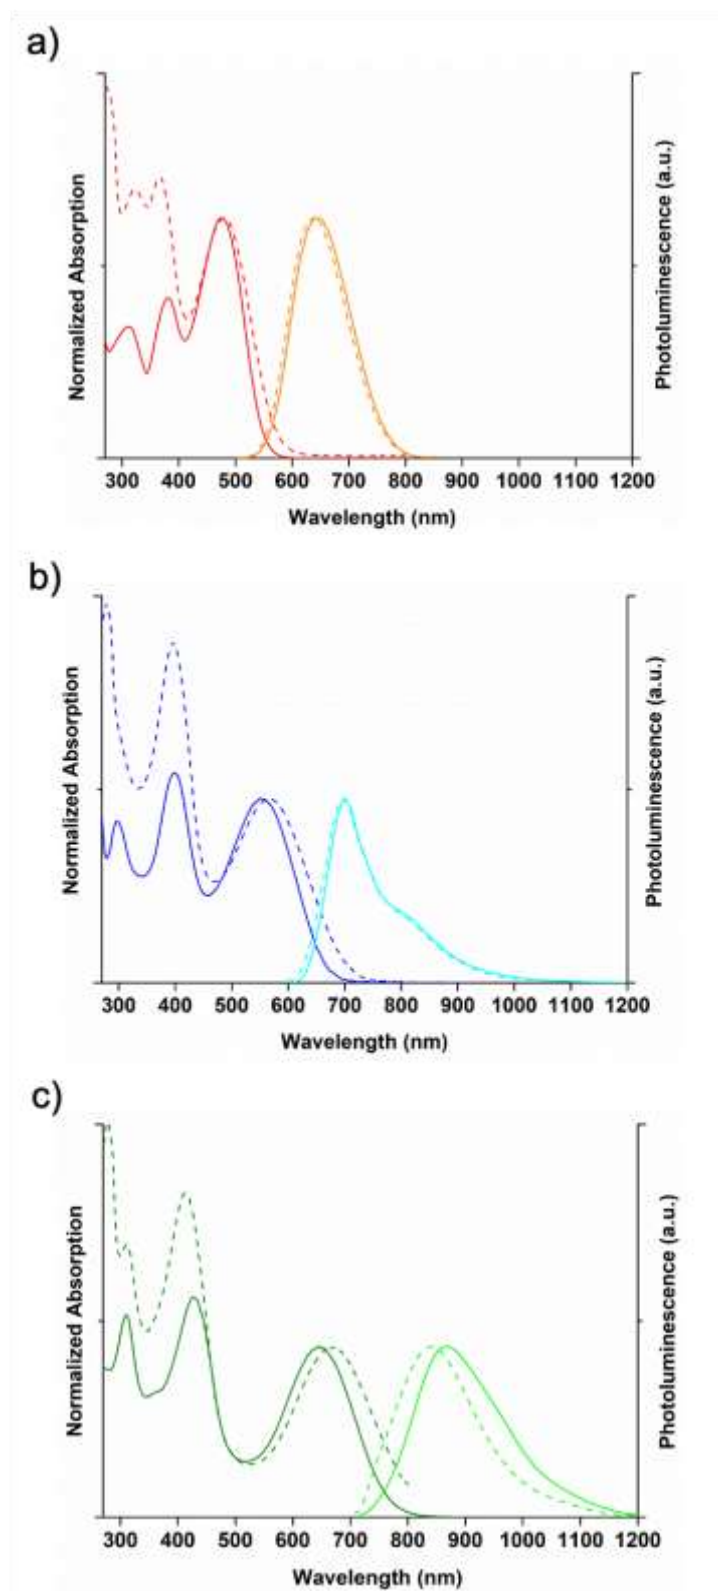 a)
Normalized Absorption
Photoluminescence (a.u.)
300 400 500 600 700 800 900 1000 1100 1200
Wavelength (nm)
b)
Normalized Absorption
Photoluminescence (a.u.)
300 400 500 600 700 800 900 1000 1100 1200
Wavelength (nm)
c)
Normalized Absorption
Photoluminescence (a.u.)
300 400 500 600 700 800 900 1000 1100 1200
Wavelength (nm)